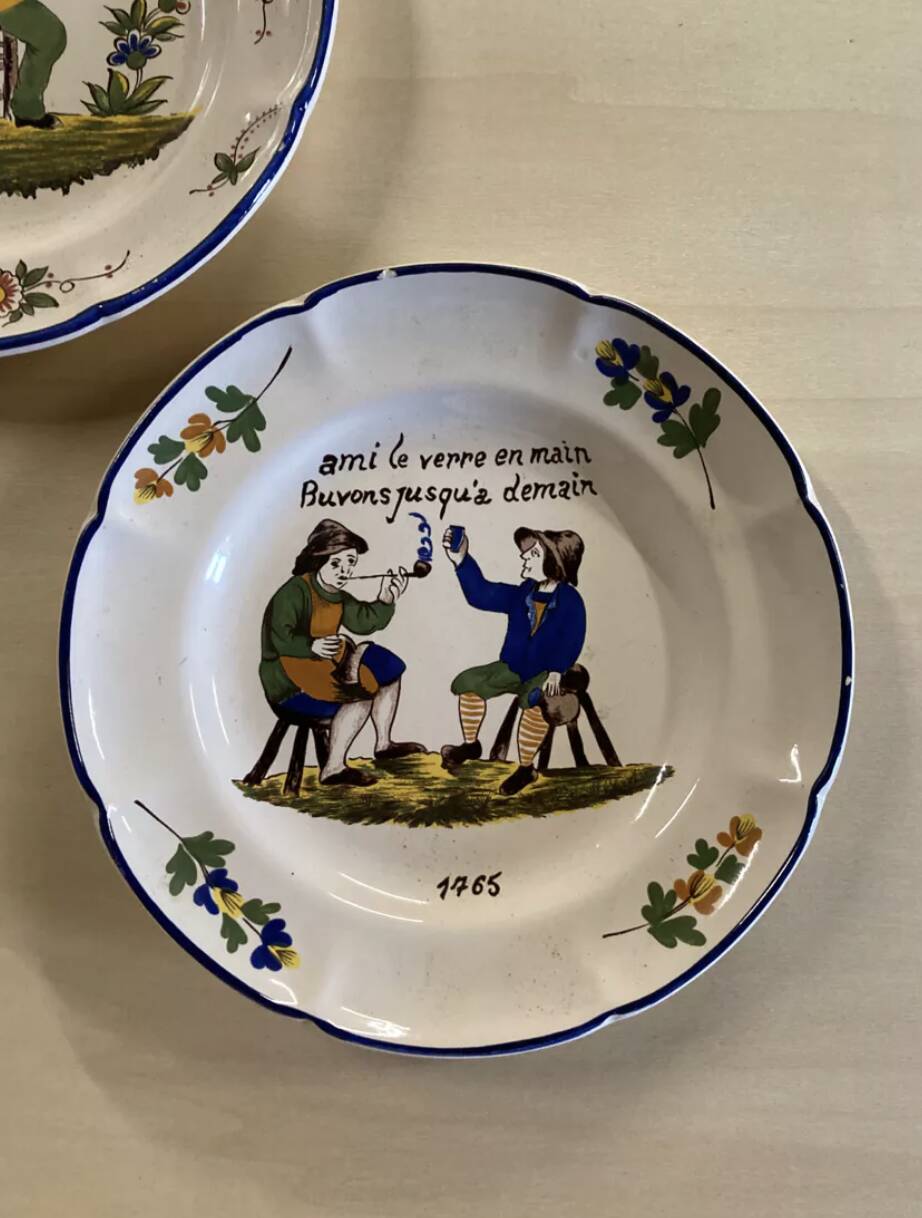 ami le verre en main
Buvons jusqu'a demain
1765